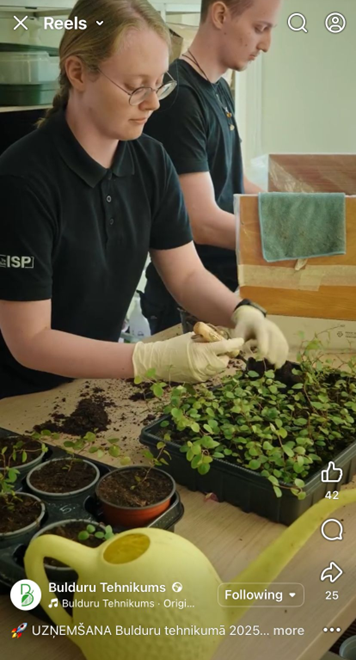 Reels
ISP
42
25
Bulduru Tehnikums
Following
Bulduru Tehnikums · Origi...
🚀 UZŅEMŠANA Bulduru tehnikumā 2025... more